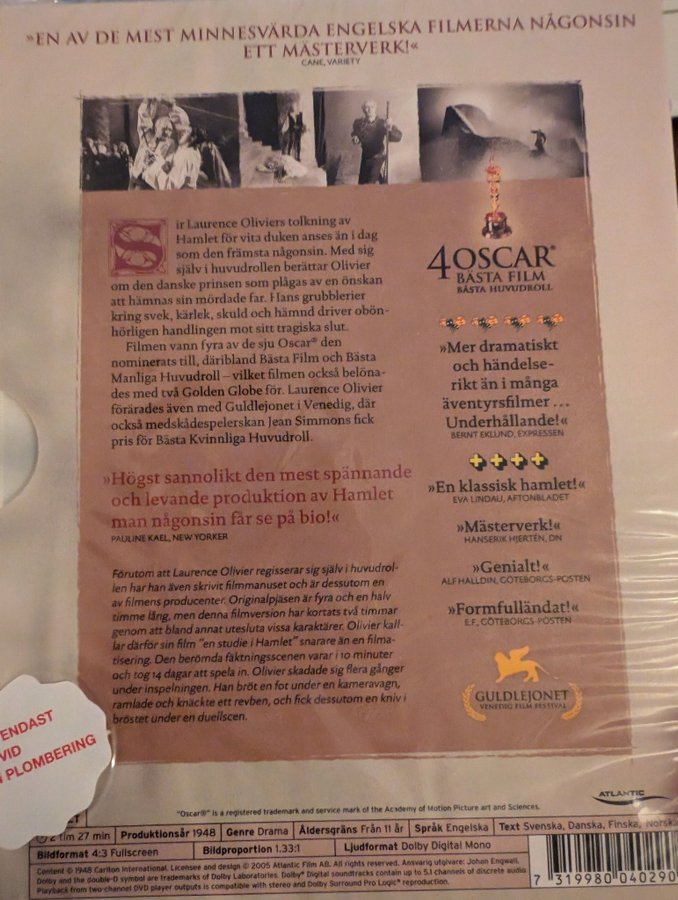 »EN AV DE MEST MINNESVÄRDA ENGELSKA FILMERNA NÅGONSIN
ETT MÄSTERVERK!«
CANE, VARIETY
Sir Laurence Oliviers tolkning av
Hamlet för vita duken anses än i dag
som den främsta någonsin. Med sig
själv i huvudrollen berättar Olivier
om den danske prinsen som plågas av en önskan
att hämnas sin mördade far. Hans grubblerier
kring svek, kärlek, skuld och hämnd driver obön-
hörligen handlingen mot sitt tragiska slut.
Filmen vann fyra av de sju Oscar® den
nominerats till, däribland Bästa Film och Bästa
Manliga Huvudroll – vilket filmen också belöna-
des med två Golden Globe för. Laurence Olivier
förärades även med Guldlejonet i Venedig, där
också medskådespelerskan Jean Simmons fick
pris för Bästa Kvinnliga Huvudroll.
»Högst sannolikt den mest spännande
och levande produktion av Hamlet
man någonsin får se på bio!«
PAULINE KAEL, NEW YORKER
Förutom att Laurence Olivier regisserar sig själv i huvudrol-
len har han även skrivit filmmanuset och är dessutom en
av filmens producenter. Originalpjäsen är fyra och en halv
timme lång, men denna filmversion har kortats två timmar
genom att bland annat utesluta vissa karaktärer. Olivier kal-
lar därför sin film "en studie i Hamlet" snarare än en filma-
tisering. Den berömda fäktningsscenen varar i 10 minuter
och tog 14 dagar att spela in. Olivier skadade sig flera gånger
under inspelningen. Han bröt en fot under en kameravagn,
ramlade och knäckte ett revben, och fick dessutom en kniv i
bröstet under en duellscen.
4 OSCAR®
BÄSTA FILM
BÄSTA HUVUDROLL
»Mer dramatiskt
och händelse-
rikt än i många
äventyrsfilmer ...
Underhållande!«
BERNT EKLUND, EXPRESSEN
»En klassisk hamlet!«
EVA LINDAU, AFTONBLADET
»Mästerverk!«
HANSERIK HJERTÉN, DN
»Genialt!«
ALF HALLDIN, GÖTEBORGS-POSTEN
»Formfulländat!«
E.F, GÖTEBORGS-POSTEN
GULDLEJONET
VENEDIG FILM FESTIVAL
ENDAST
VID
PLOMBERING
ATLANTIC
"Oscar®" is a registered trademark and service mark of the Academy of Motion Picture art and Sciences.
2 tim 27 min Produktionsår 1948 Genre Drama Åldersgräns Från 11 år Språk Engelska Text Svenska, Danska, Finska, Norsk
Bildformat 4:3 Fullscreen Bildproportion 1.33:1 Ljudformat Dolby Digital Mono
Content © 1948 Carlton International. Licensee and design © 2005 Atlantic Film AB. All rights reserved. Ansvarig utgivare: Johan Engwall.
Dolby and the double-D symbol are trademarks of Dolby Laboratories. Dolby® Digital soundtracks contain up to 5.1 channels of discrete audio
Playback from two-channel DVD player outputs is compatible with stereo and Dolby Surround Pro Logic® reproduction.
7 319980 040290